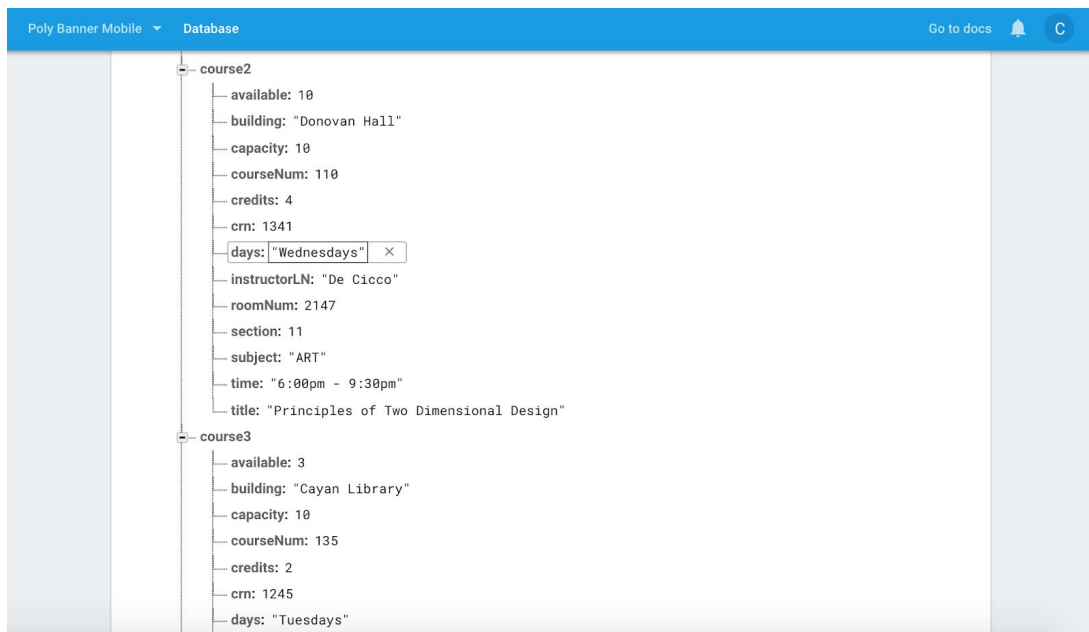 Poly Banner Mobile Database Go to docs C
course2
available: 10
building: "Donovan Hall"
capacity: 10
courseNum: 110
credits: 4
crn: 1341
days: "Wednesdays" ×
instructorLN: "De Cicco"
roomNum: 2147
section: 11
subject: "ART"
time: "6:00pm - 9:30pm"
title: "Principles of Two Dimensional Design"
course3
available: 3
building: "Cayan Library"
capacity: 10
courseNum: 135
credits: 2
crn: 1245
days: "Tuesdays"